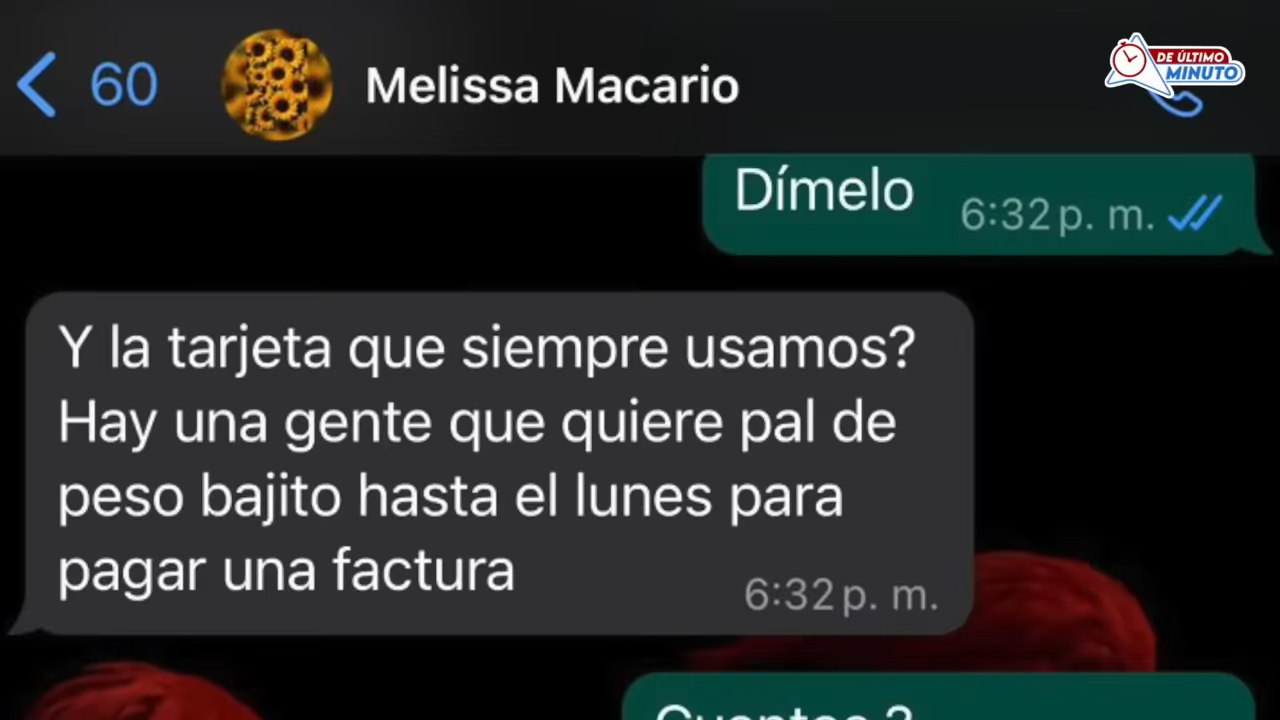 DE ÚLTIMO
MINUTO
60
Melissa Macario
Dímelo
6:32 p. m.
Y la tarjeta que siempre usamos?
Hay una gente que quiere pal de
peso bajito hasta el lunes para
pagar una factura
6:32 p. m.